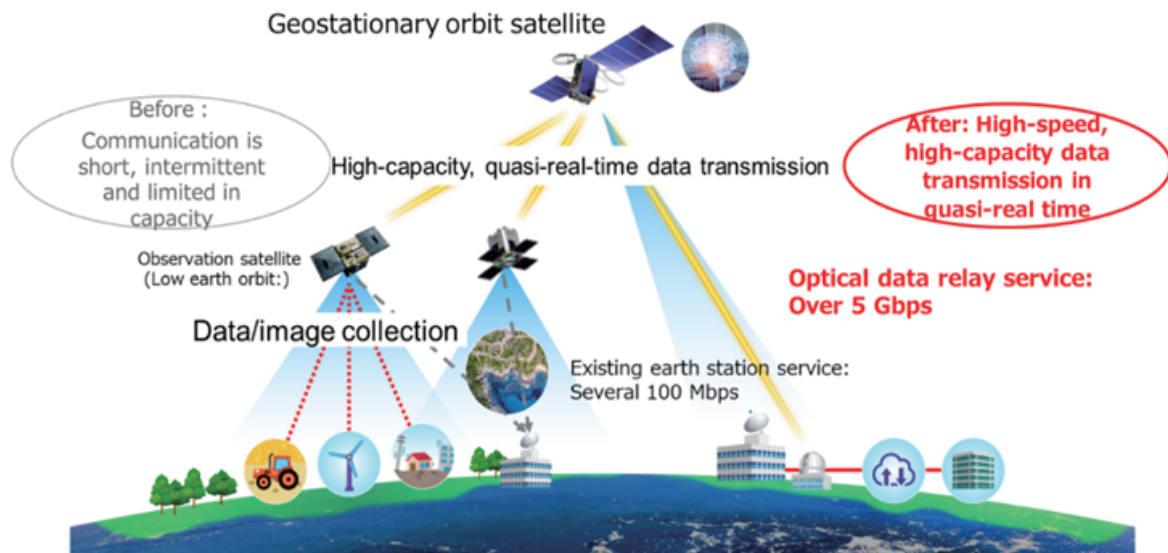 Geostationary orbit satellite
Before :
Communication is
short, intermittent
and limited in
capacity
High-capacity, quasi-real-time data transmission
After: High-speed,
high-capacity data
transmission in
quasi-real time
Observation satellite
(Low earth orbit:)
Optical data relay service:
Over 5 Gbps
Data/image collection
Existing earth station service:
Several 100 Mbps